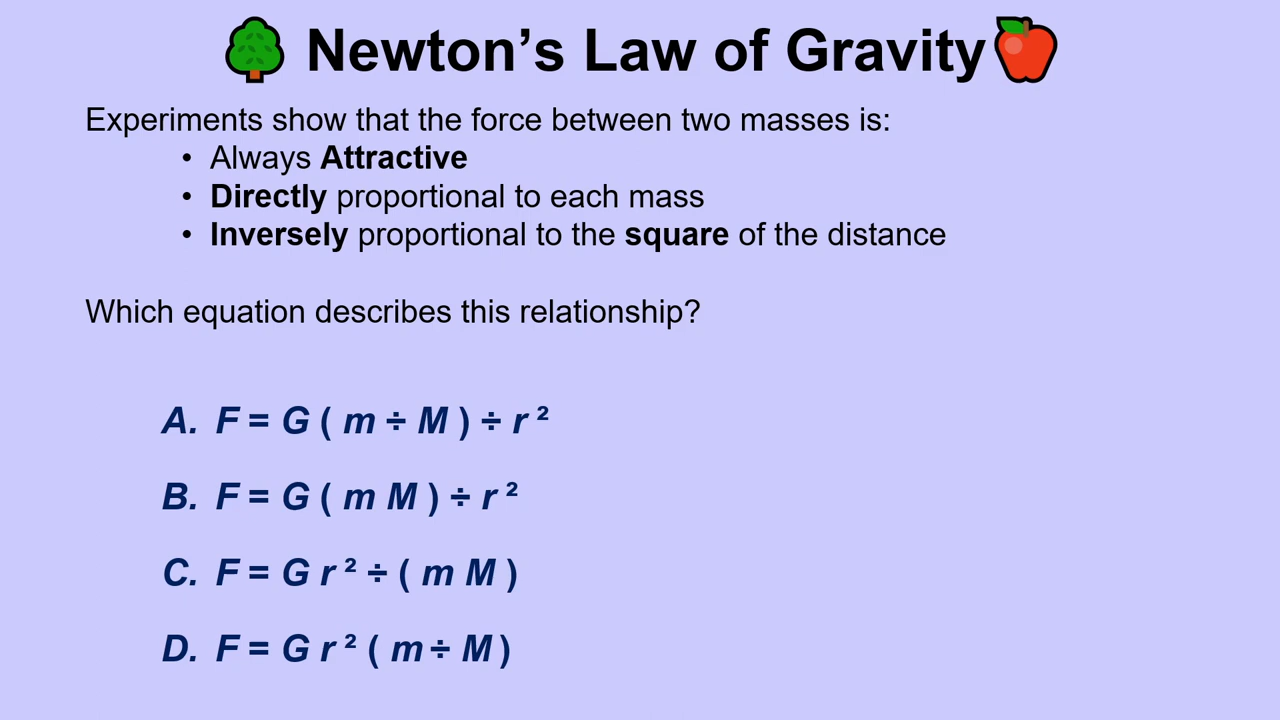 Newton’s Law of Gravity
Experiments show that the force between two masses is:
• Always Attractive
• Directly proportional to each mass
• Inversely proportional to the square of the distance
Which equation describes this relationship?
A. F = G ( m ÷ M ) ÷ r ²
B. F = G ( m M ) ÷ r ²
C. F = G r ² ÷ ( m M )
D. F = G r ² ( m ÷ M )